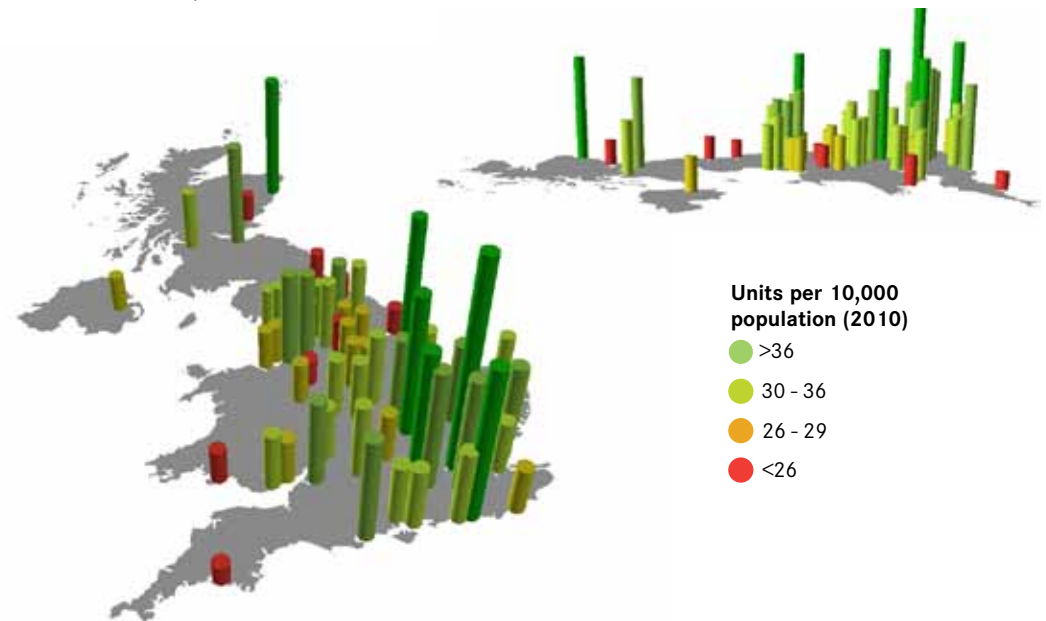 Units per 10,000
population (2010)
>36
30 - 36
26 - 29
<26